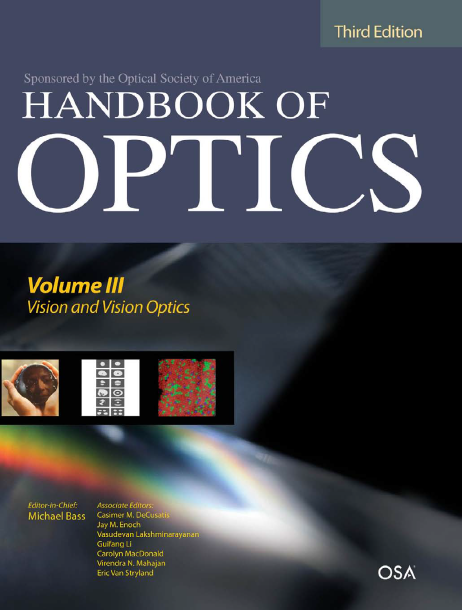 Third Edition
Sponsored by the Optical Society of America
HANDBOOK OF
OPTICS
Volume III
Vision and Vision Optics
Editor-in-Chief:
Michael Bass
Associate Editors:
Casimer M. DeCusatis
Jay M. Enoch
Vasudevan Lakshminarayanan
Guifang Li
Carolyn MacDonald
Virendra N. Mahajan
Eric Van Stryland
OSA